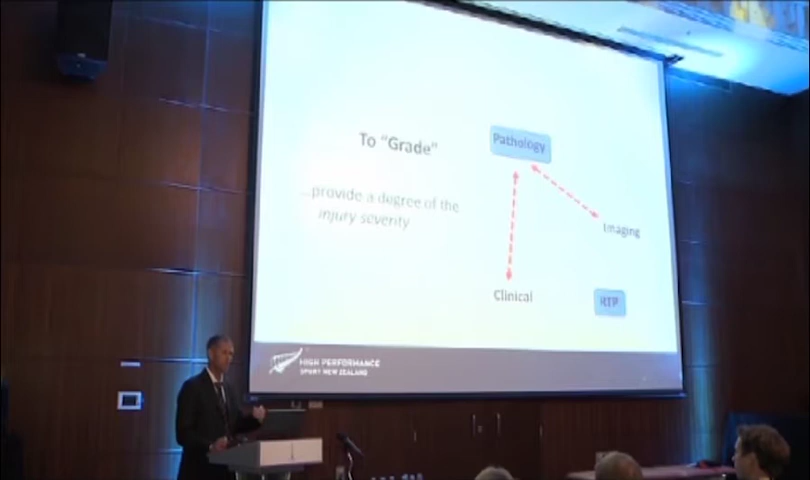 To “Grade”
...provide a degree of the
injury severity
Pathology
Imaging
Clinical
RTP
HIGH PERFORMANCE
SPORT NEW ZEALAND